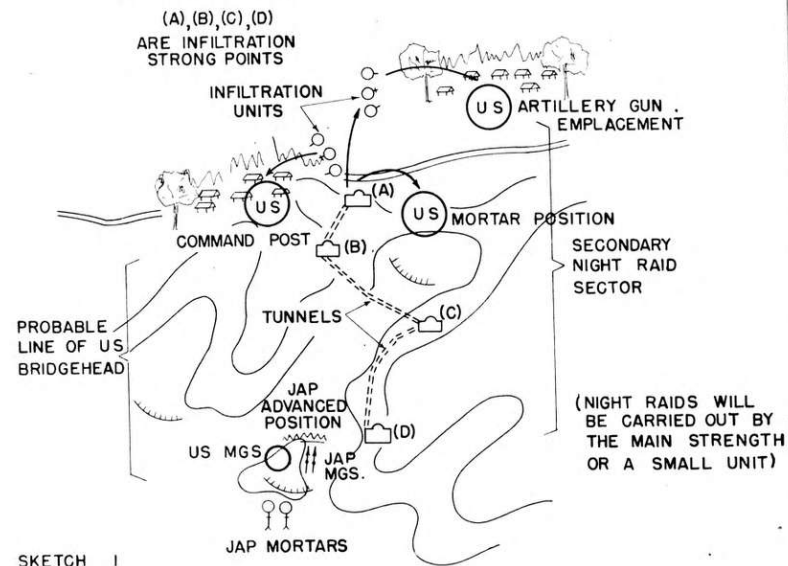 (A),(B),(C),(D)
ARE INFILTRATION
STRONG POINTS
INFILTRATION
UNITS
US
ARTILLERY GUN .
EMPLACEMENT
(A)
US
COMMAND POST
US
MORTAR POSITION
(B)
SECONDARY
NIGHT RAID
SECTOR
TUNNELS
(C)
PROBABLE
LINE OF US
BRIDGEHEAD
JAP
ADVANCED
POSITION
(D)
US MGS
JAP
MGS.
(NIGHT RAIDS WILL
BE CARRIED OUT BY
THE MAIN STRENGTH
OR A SMALL UNIT)
JAP MORTARS
SKETCH I